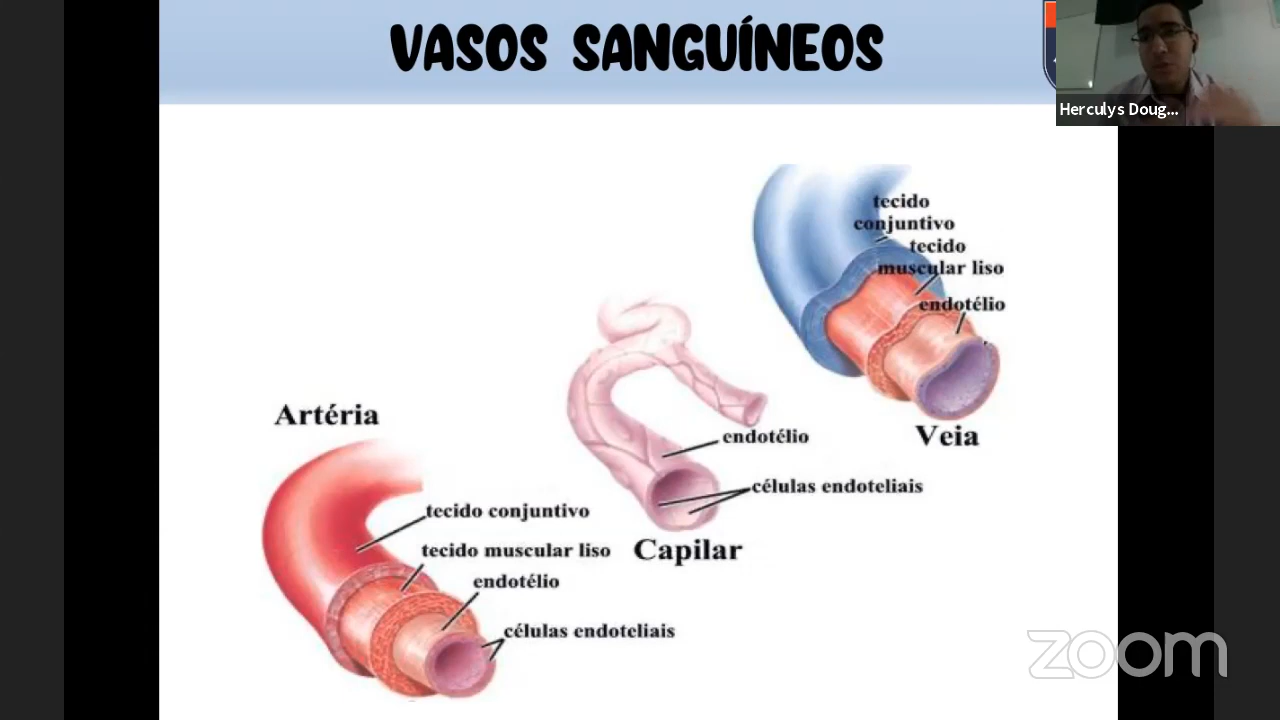 VASOS SANGUÍNEOS
Herculys Doug...
tecido
conjuntivo
tecido
muscular liso
endotélio
Veia
endotélio
células endoteliais
Capilar
Artéria
tecido conjuntivo
tecido muscular liso
endotélio
células endoteliais
zoom